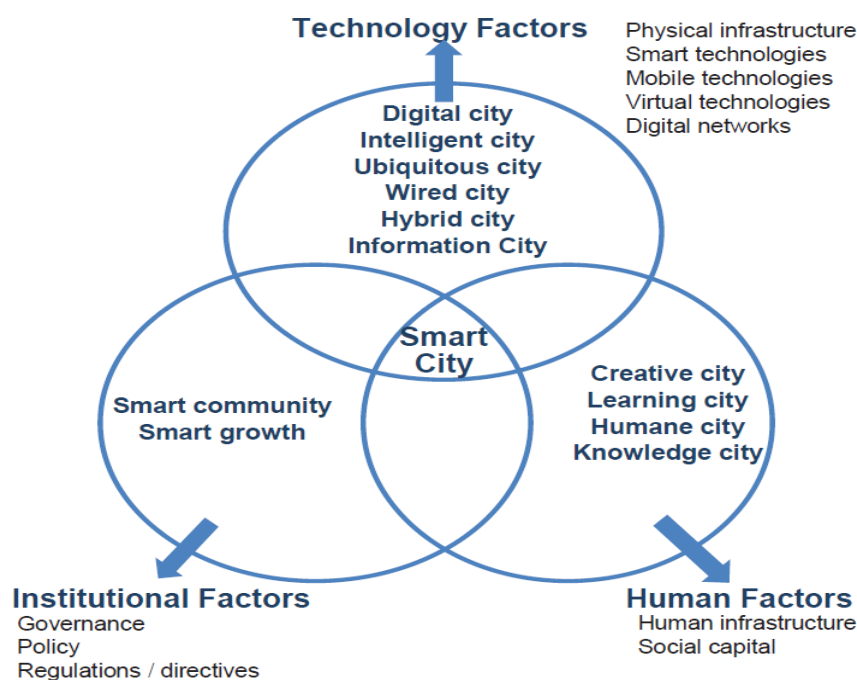 Technology Factors
Physical infrastructure
Smart technologies
Mobile technologies
Virtual technologies
Digital networks
Digital city
Intelligent city
Ubiquitous city
Wired city
Hybrid city
Information City
Smart
City
Smart community
Smart growth
Creative city
Learning city
Humane city
Knowledge city
Institutional Factors
Governance
Policy
Regulations / directives
Human Factors
Human infrastructure
Social capital